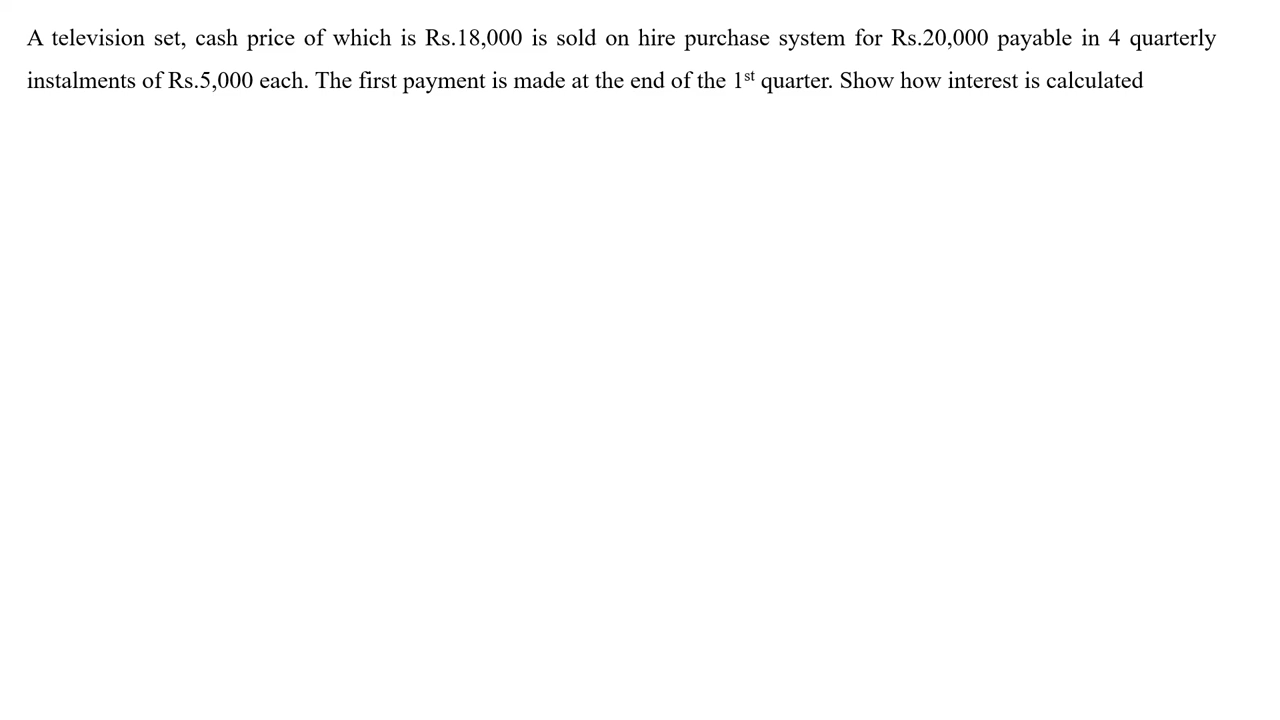 A television set, cash price of which is Rs.18,000 is sold on hire purchase system for Rs.20,000 payable in 4 quarterly
instalments of Rs.5,000 each. The first payment is made at the end of the 1st quarter. Show how interest is calculated